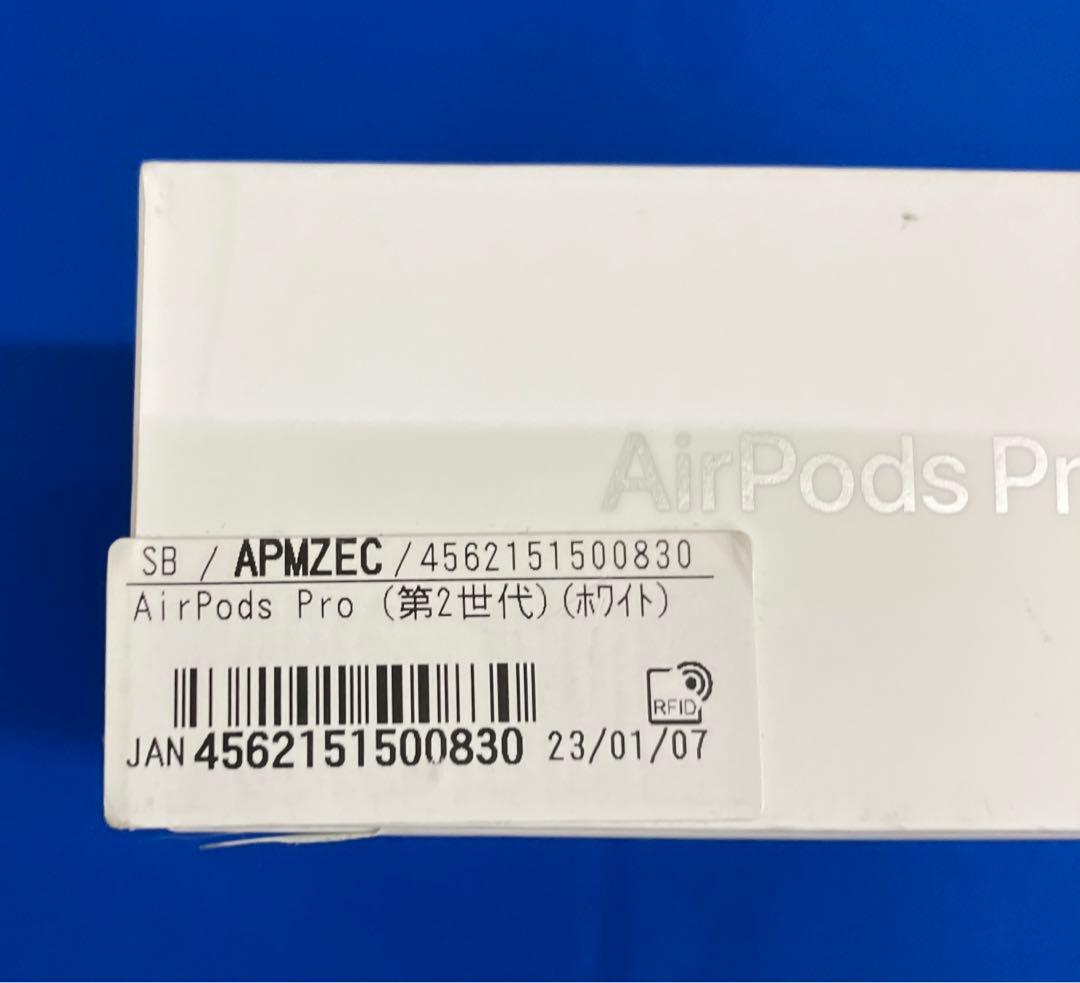 AirPods Pr
SB / APMZEC / 4562151500830
AirPods Pro (第2世代)(ﾎﾜｲﾄ)
RFID
JAN 4562151500830 23/01/07